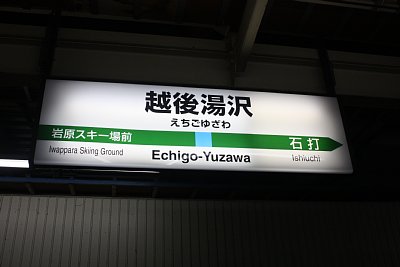 越後湯沢
えちごゆざわ
岩原スキー場前
石打
Iwappara Skiing Ground
Echigo-Yuzawa
Ishiuchi